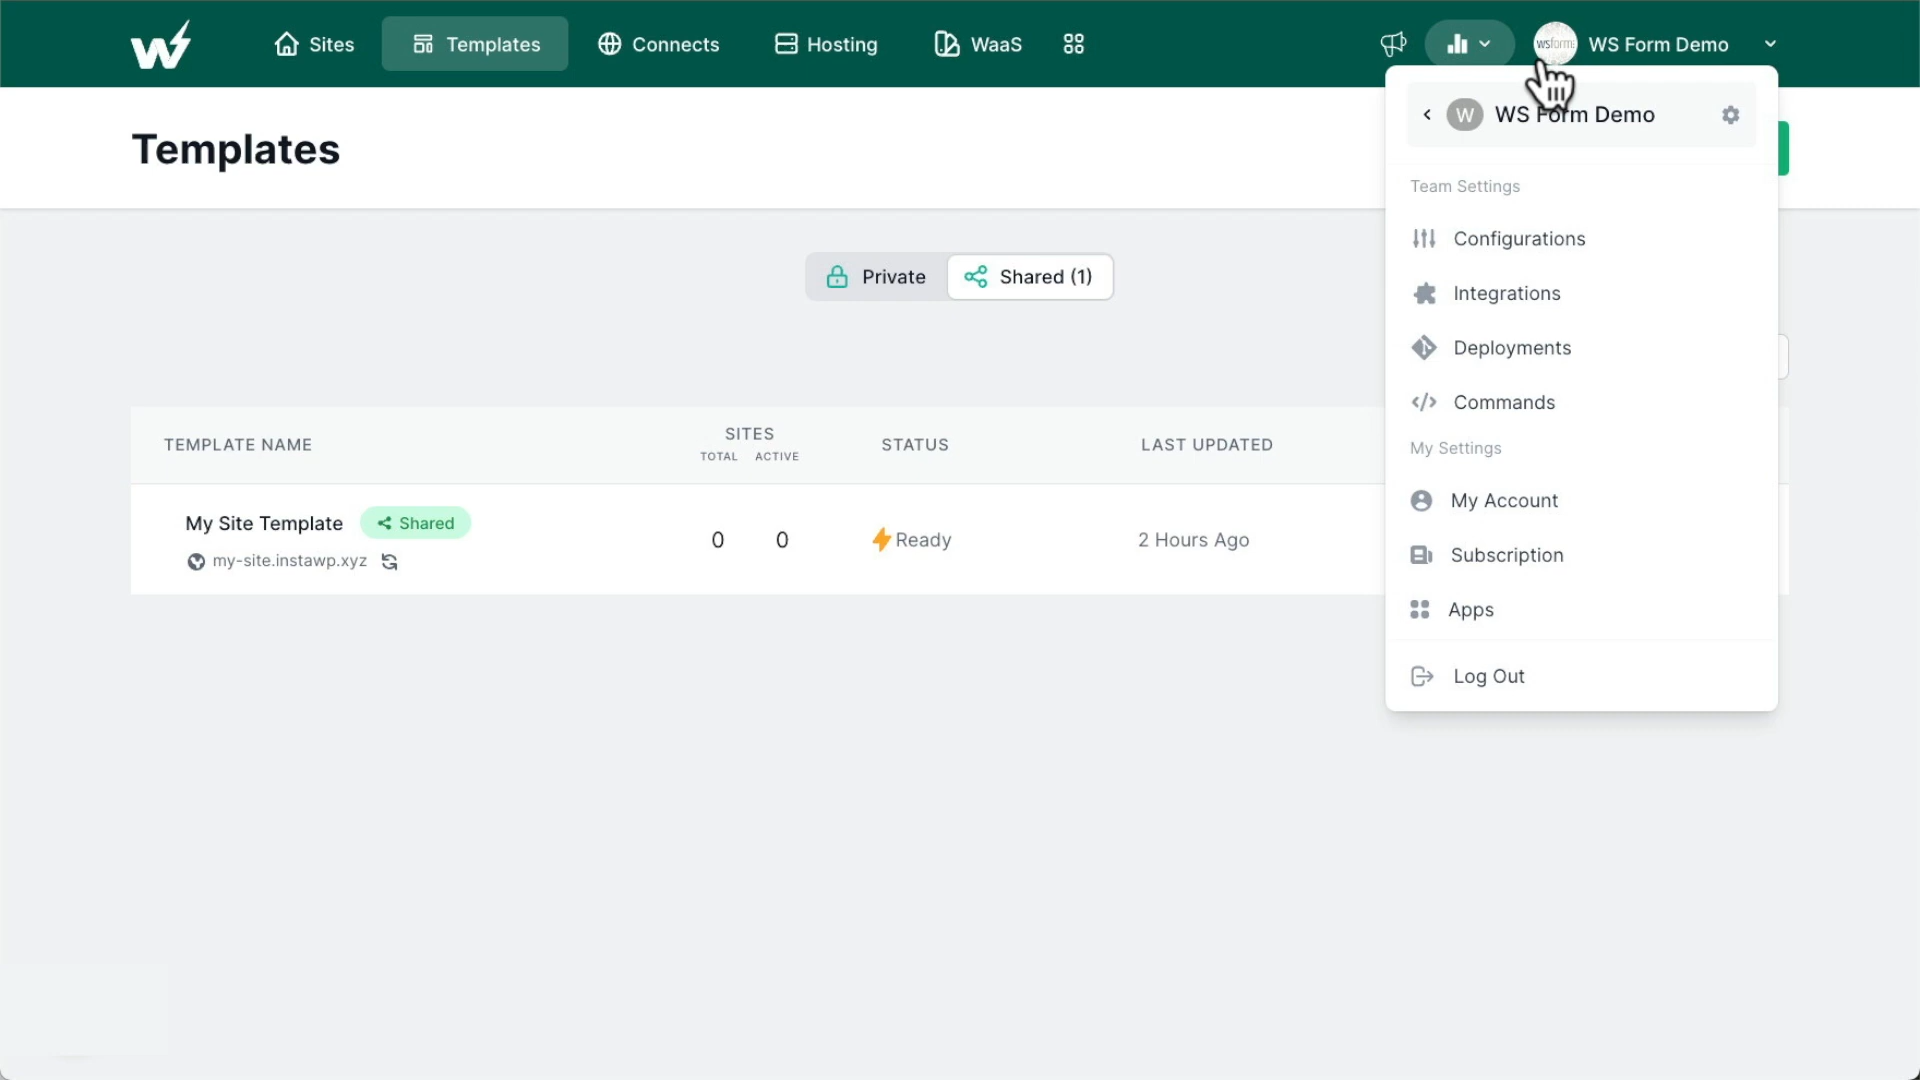 Sites
Templates
Connects
Hosting
WaaS
wsform
WS Form Demo
W
WS Form Demo
Templates
Team Settings
Configurations
Private
Shared (1)
Integrations
Deployments
Commands
TEMPLATE NAME
SITES
TOTAL ACTIVE
STATUS
LAST UPDATED
My Settings
My Account
My Site Template
Shared
my-site.instawp.xyz
0
0
Ready
2 Hours Ago
Subscription
Apps
Log Out